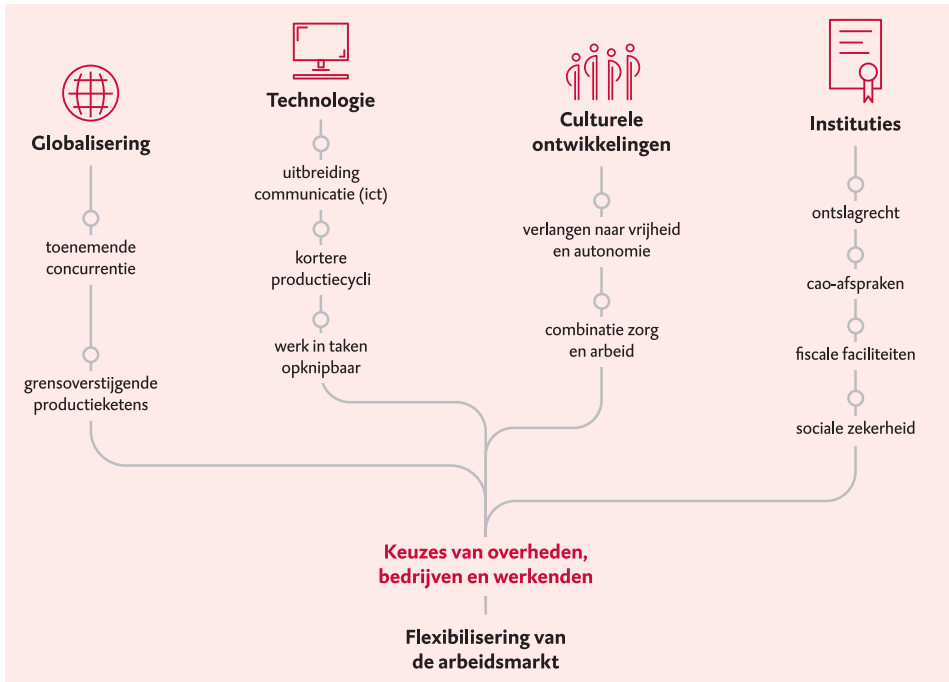 Globalisering
toenemende
concurrentie
grensoverstijgende
productieketens
Technologie
uitbreiding
communicatie (ict)
kortere
productiecycli
werk in taken
opknipbaar
Culturele
ontwikkelingen
verlangen naar vrijheid
en autonomie
combinatie zorg
en arbeid
Instituties
ontslagrecht
cao-afspraken
fiscale faciliteiten
sociale zekerheid
Keuzes van overheden,
bedrijven en werkenden
Flexibilisering van
de arbeidsmarkt